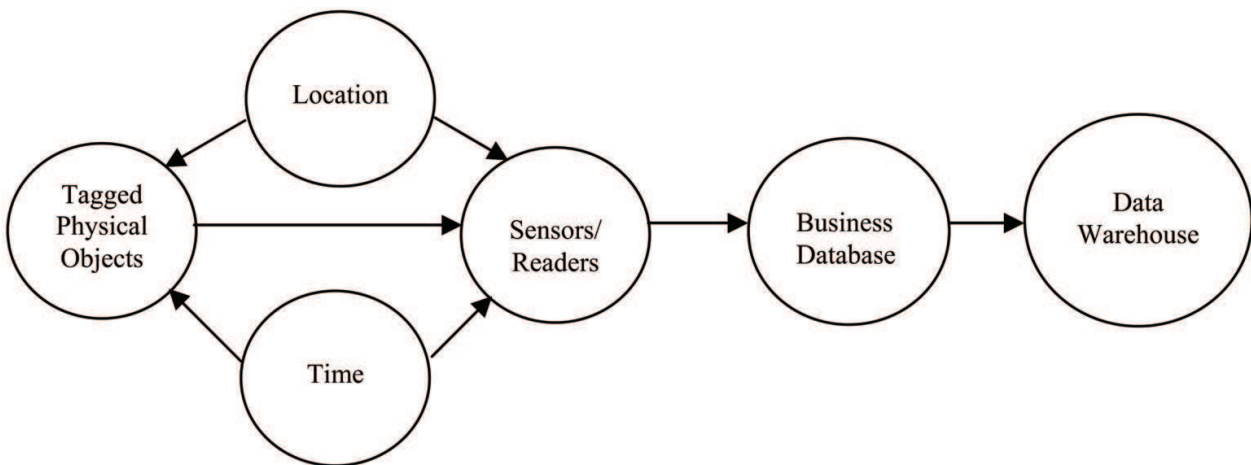 Location
Tagged
Physical
Objects
Sensors/
Readers
Business
Database
Data
Warehouse
Time